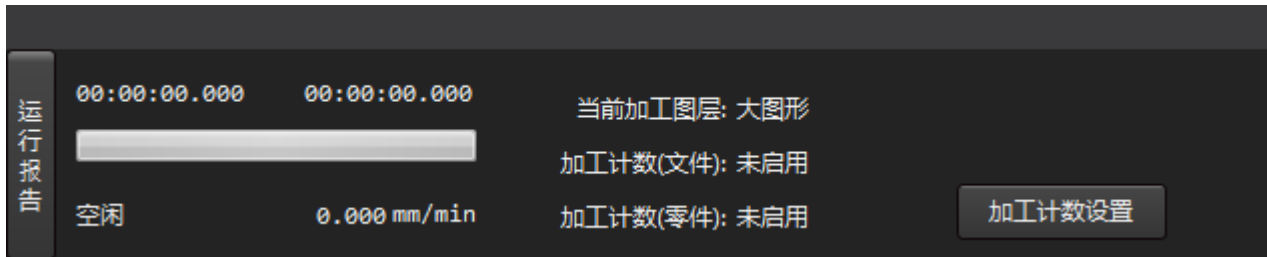 运行报告
00:00:00.000 00:00:00.000
当前加工图层: 大图形
加工计数(文件): 未启用
空闲 0.000 mm/min
加工计数(零件): 未启用
加工计数设置